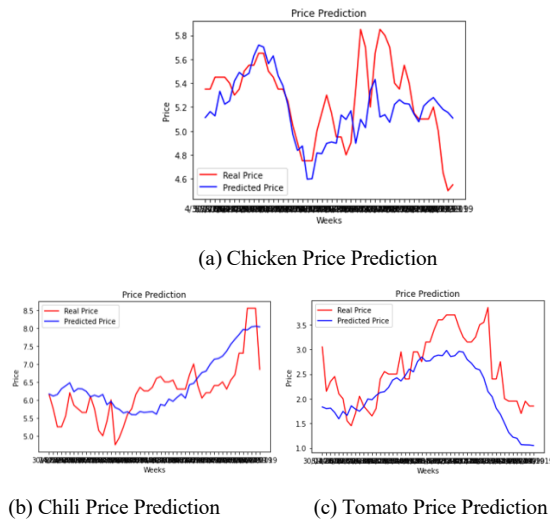 Price Prediction
Price
5.8
5.6
5.4
5.2
5.0
4.8
4.6
Real Price
Predicted Price
Weeks
(a) Chicken Price Prediction
Price Prediction
Price
8.5
8.0
7.5
7.0
6.5
6.0
5.5
5.0
Real Price
Predicted Price
Weeks
Price Prediction
Price
3.5
3.0
2.5
2.0
1.5
1.0
Real Price
Predicted Price
Weeks
(b) Chili Price Prediction
(c) Tomato Price Prediction